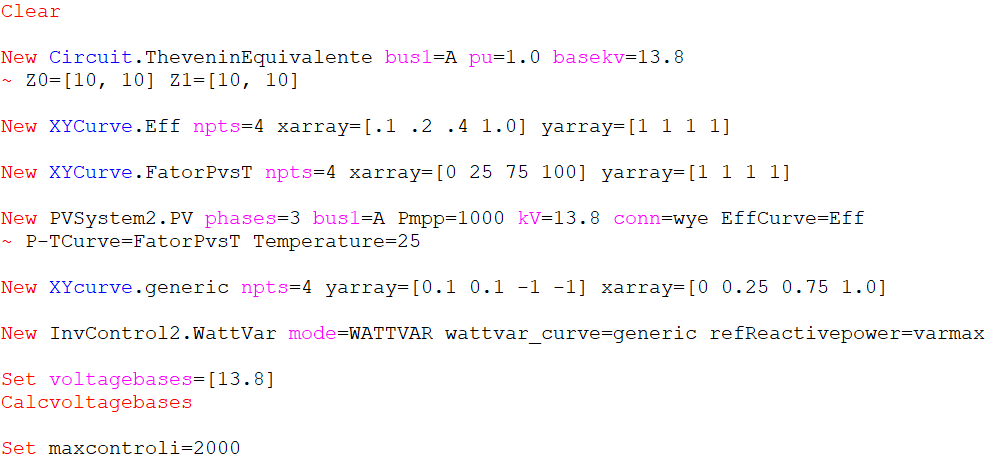 Clear
New Circuit.TheveninEquivalente bus1=A pu=1.0 basekv=13.8
~ Z0=[10, 10] Z1=[10, 10]
New XYCurve.Eff npts=4 xarray=[.1 .2 .4 1.0] yarray=[1 1 1 1]
New XYCurve.FatorPvsT npts=4 xarray=[0 25 75 100] yarray=[1 1 1 1]
New PVSystem2.PV phases=3 bus1=A Pmpp=1000 kV=13.8 conn=wye EffCurve=Eff
~ P-TCurve=FatorPvsT Temperature=25
New XYcurve.generic npts=4 yarray=[0.1 0.1 -1 -1] xarray=[0 0.25 0.75 1.0]
New InvControl2.WattVar mode=WATTVAR wattvar_curve=generic refReactivepower=varmax
Set voltagebases=[13.8]
Calcvoltagebases
Set maxcontroli=2000